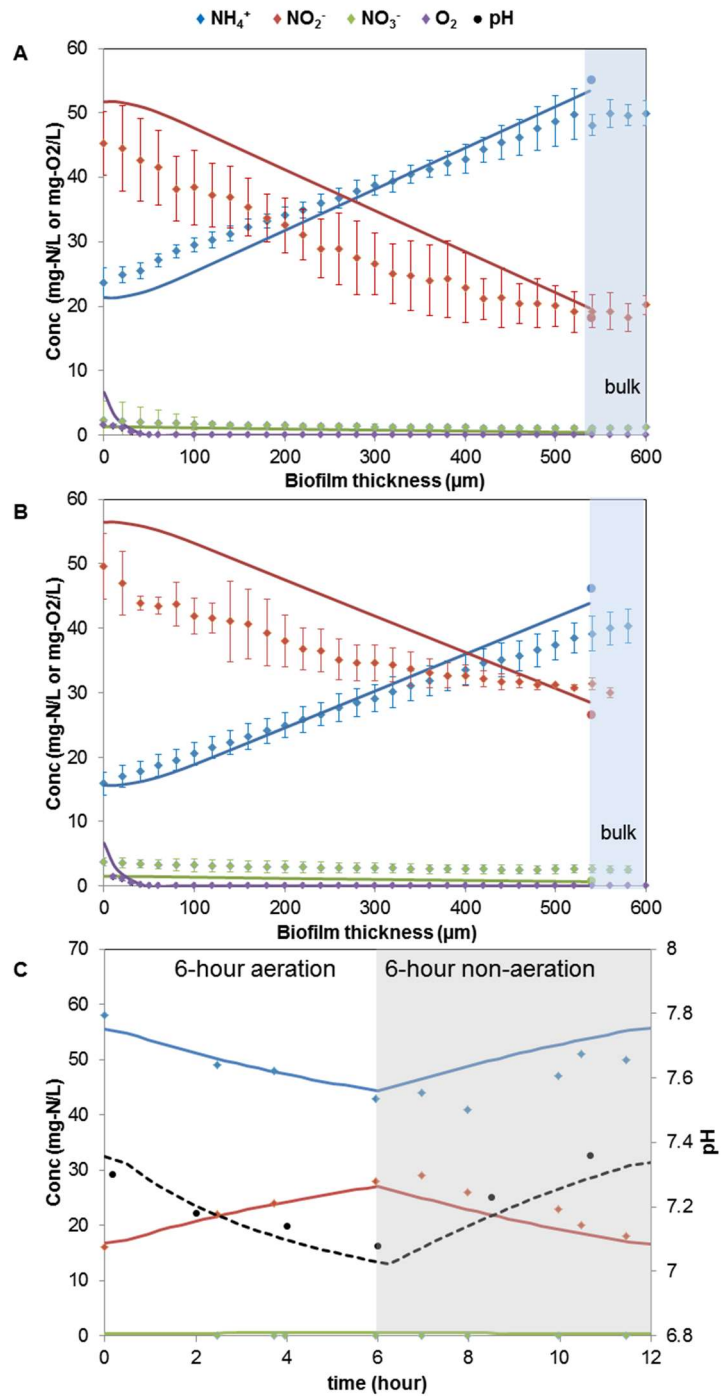 NH₄⁺ NO₂⁻ NO₃⁻ O₂ pH
A
60
50
40
30
20
10
0
Conc (mg-N/L or mg-O2/L)
bulk
0 100 200 300 400 500 600
Biofilm thickness (µm)
B
60
50
40
30
20
10
0
Conc (mg-N/L or mg-O2/L)
bulk
0 100 200 300 400 500 600
Biofilm thickness (µm)
C
6-hour aeration 6-hour non-aeration
70
60
50
40
30
20
10
0
Conc (mg-N/L)
8
7.8
7.6
7.4
7.2
7
6.8
pH
0 2 4 6 8 10 12
time (hour)